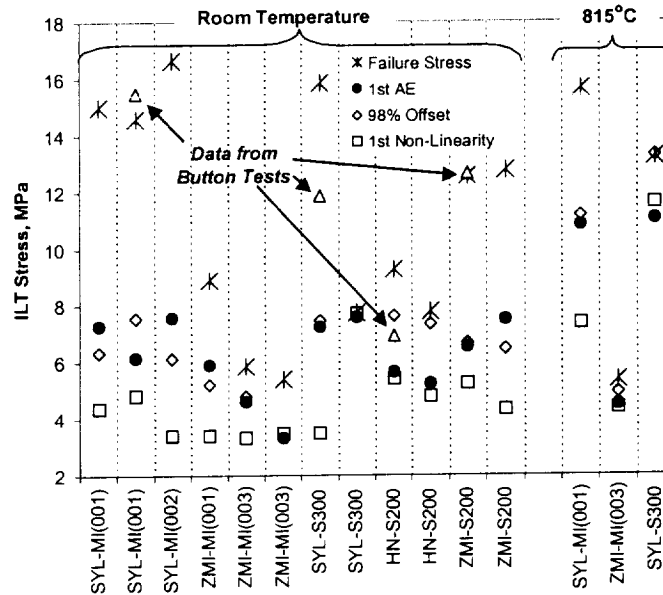 Room Temperature
815°C
18
16
14
12
10
8
6
4
2
ILT Stress, MPa
Failure Stress
1st AE
98% Offset
1st Non-Linearity
Data from
Button Tests
SYL-MI(001)
SYL-MI(001)
SYL-MI(002)
ZMI-MI(001)
ZMI-MI(003)
ZMI-MI(003)
SYL-S300
SYL-S300
HN-S200
HN-S200
ZMI-S200
ZMI-S200
SYL-MI(001)
ZMI-MI(003)
SYL-S300